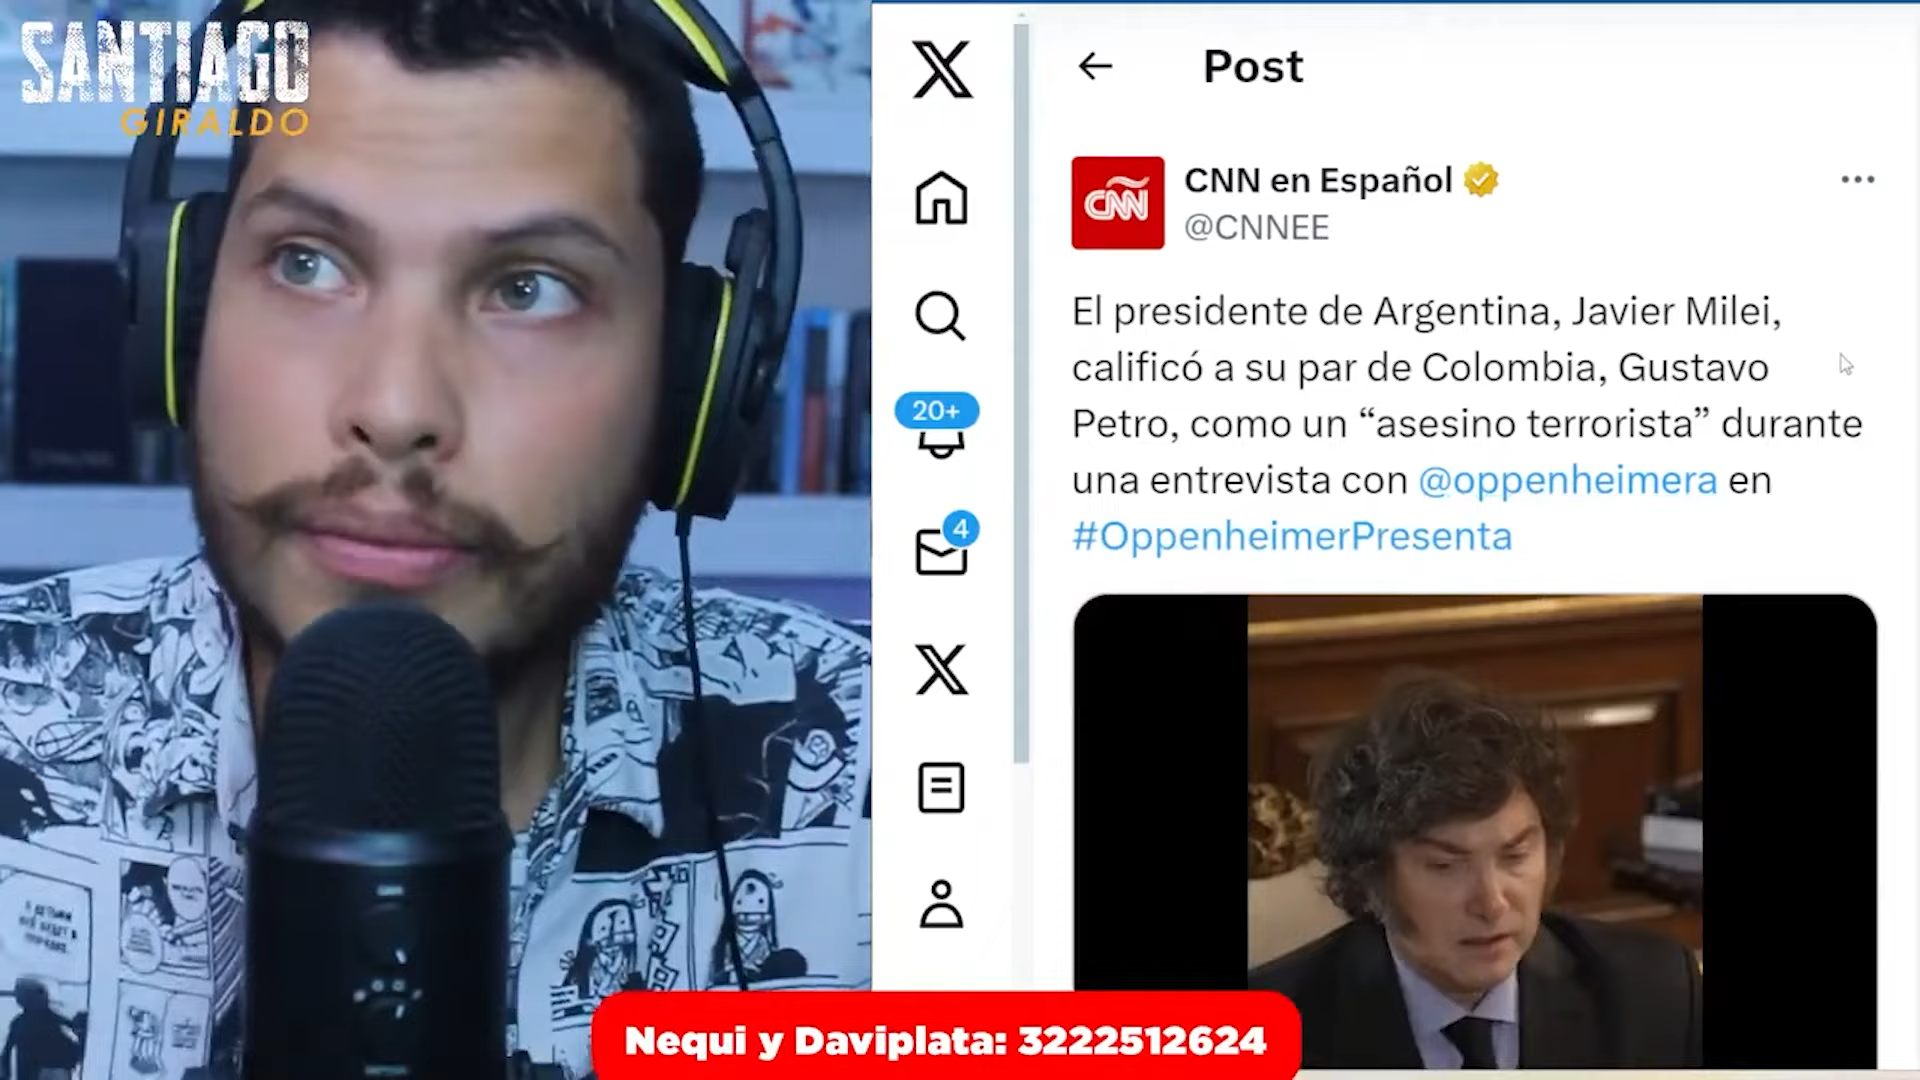 SANTIAGO
GIRALDO
Post
CNN
CNN en Español
@CNNEE
El presidente de Argentina, Javier Milei,
calificó a su par de Colombia, Gustavo
Petro, como un “asesino terrorista” durante
una entrevista con @oppenheimera en
#OppenheimerPresenta
20+
4
Nequi y Daviplata: 3222512624